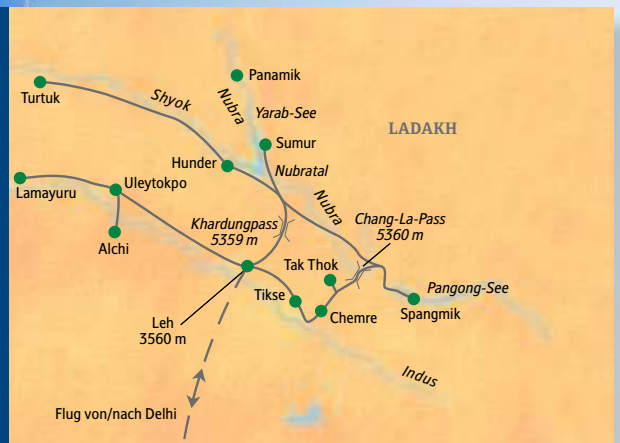 Panamik
Turtuk
Shyok
Nubra
Yarab-See
LADAKH
Sumur
Hunder
Nubratal
Lamayuru
Uleytokpo
Nubra
Khardungpass
5359 m
Chang-La-Pass
5360 m
Alchi
Tak Thok
Pangong-See
Tikse
Spangmik
Chemre
Leh
3560 m
Indus
Flug von/nach Delhi